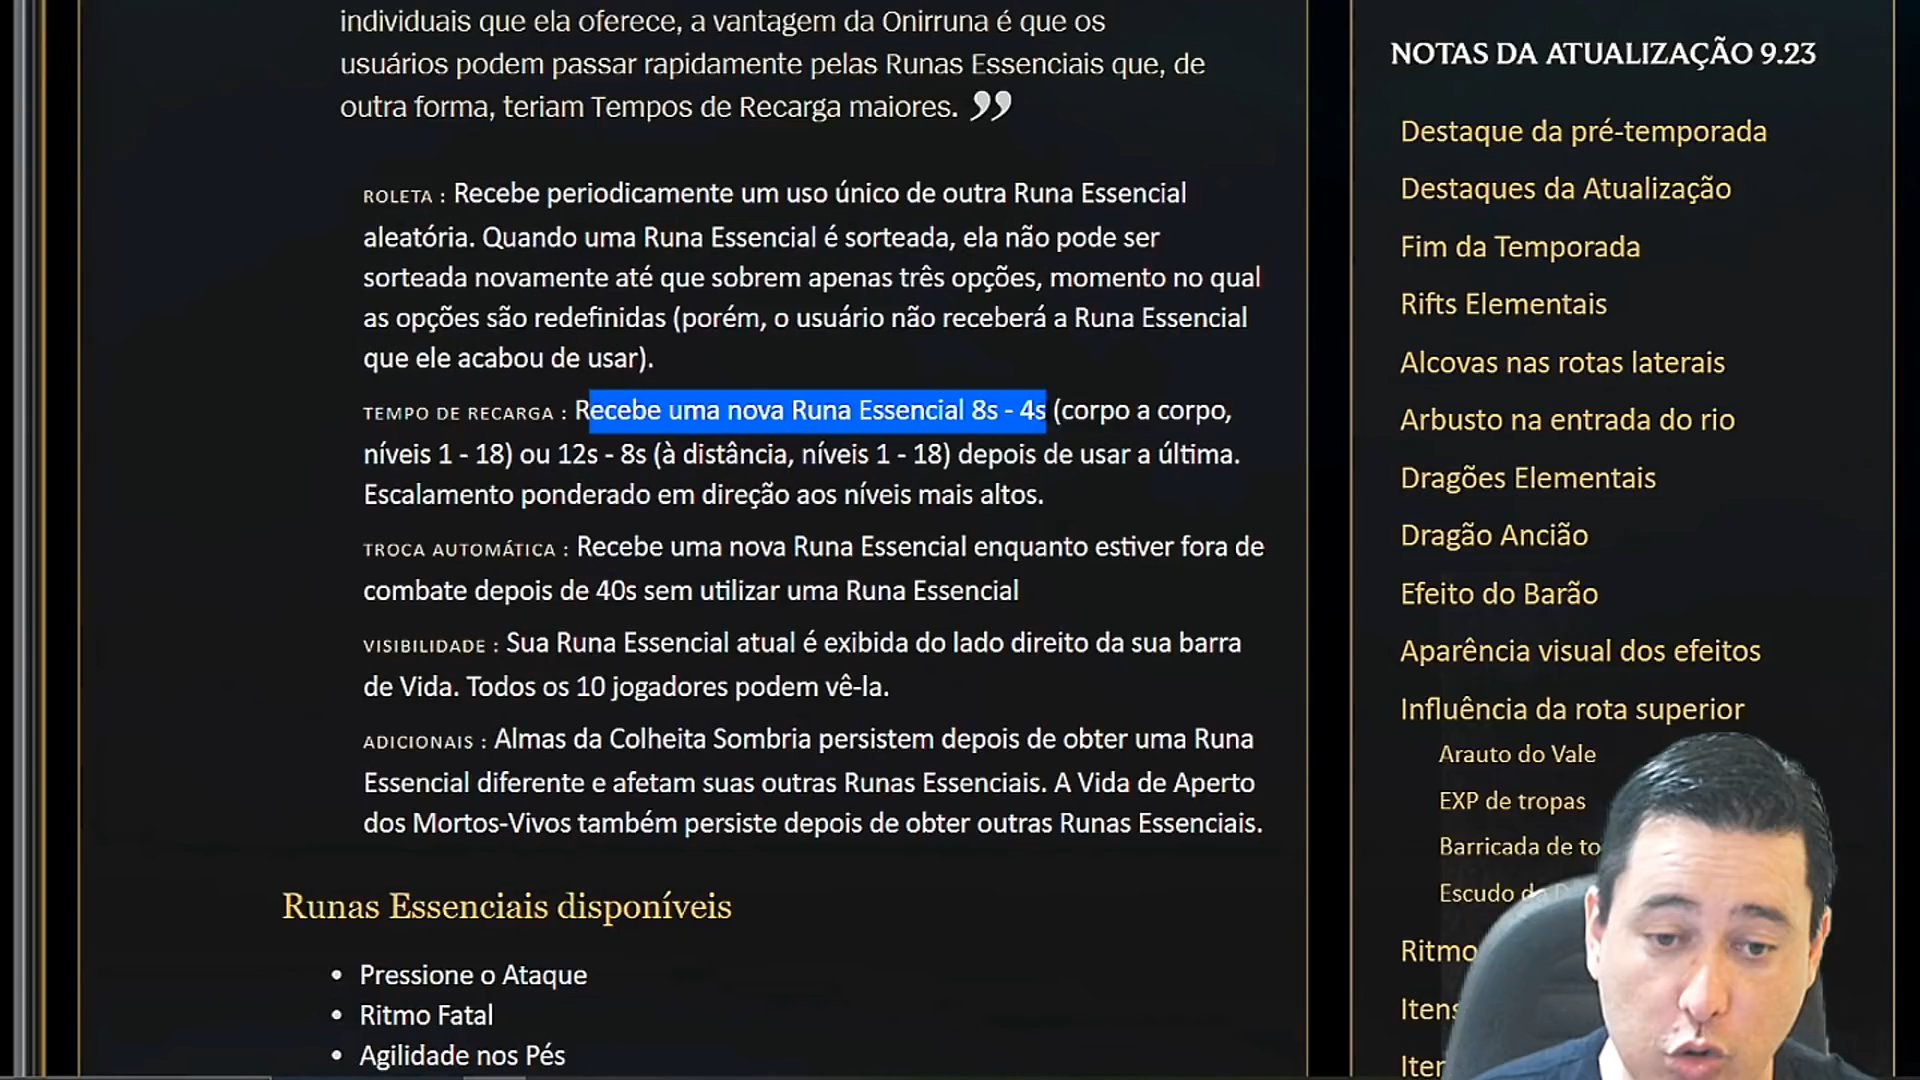 individuais que ela oferece, a vantagem da Onirruna é que os
usuários podem passar rapidamente pelas Runas Essenciais que, de
outra forma, teriam Tempos de Recarga maiores. ”
ROLETA : Recebe periodicamente um uso único de outra Runa Essencial
aleatória. Quando uma Runa Essencial é sorteada, ela não pode ser
sorteada novamente até que sobrem apenas três opções, momento no qual
as opções são redefinidas (porém, o usuário não receberá a Runa Essencial
que ele acabou de usar).
TEMPO DE RECARGA : Recebe uma nova Runa Essencial 8s - 4s (corpo a corpo,
níveis 1 - 18) ou 12s - 8s (à distância, níveis 1 - 18) depois de usar a última.
Escalamento ponderado em direção aos níveis mais altos.
TROCA AUTOMÁTICA : Recebe uma nova Runa Essencial enquanto estiver fora de
combate depois de 40s sem utilizar uma Runa Essencial
VISIBILIDADE : Sua Runa Essencial atual é exibida do lado direito da sua barra
de Vida. Todos os 10 jogadores podem vê-la.
ADICIONAIS : Almas da Colheita Sombria persistem depois de obter uma Runa
Essencial diferente e afetam suas outras Runas Essenciais. A Vida de Aperto
dos Mortos-Vivos também persiste depois de obter outras Runas Essenciais.
Runas Essenciais disponíveis
• Pressione o Ataque
• Ritmo Fatal
• Agilidade nos Pés
NOTAS DA ATUALIZAÇÃO 9.23
Destaque da pré-temporada
Destaques da Atualização
Fim da Temporada
Rifts Elementais
Alcovas nas rotas laterais
Arbusto na entrada do rio
Dragões Elementais
Dragão Ancião
Efeito do Barão
Aparência visual dos efeitos
Influência da rota superior
Arauto do Vale
EXP de tropas
Barricada de to
Escudo
Ritmo
Itens